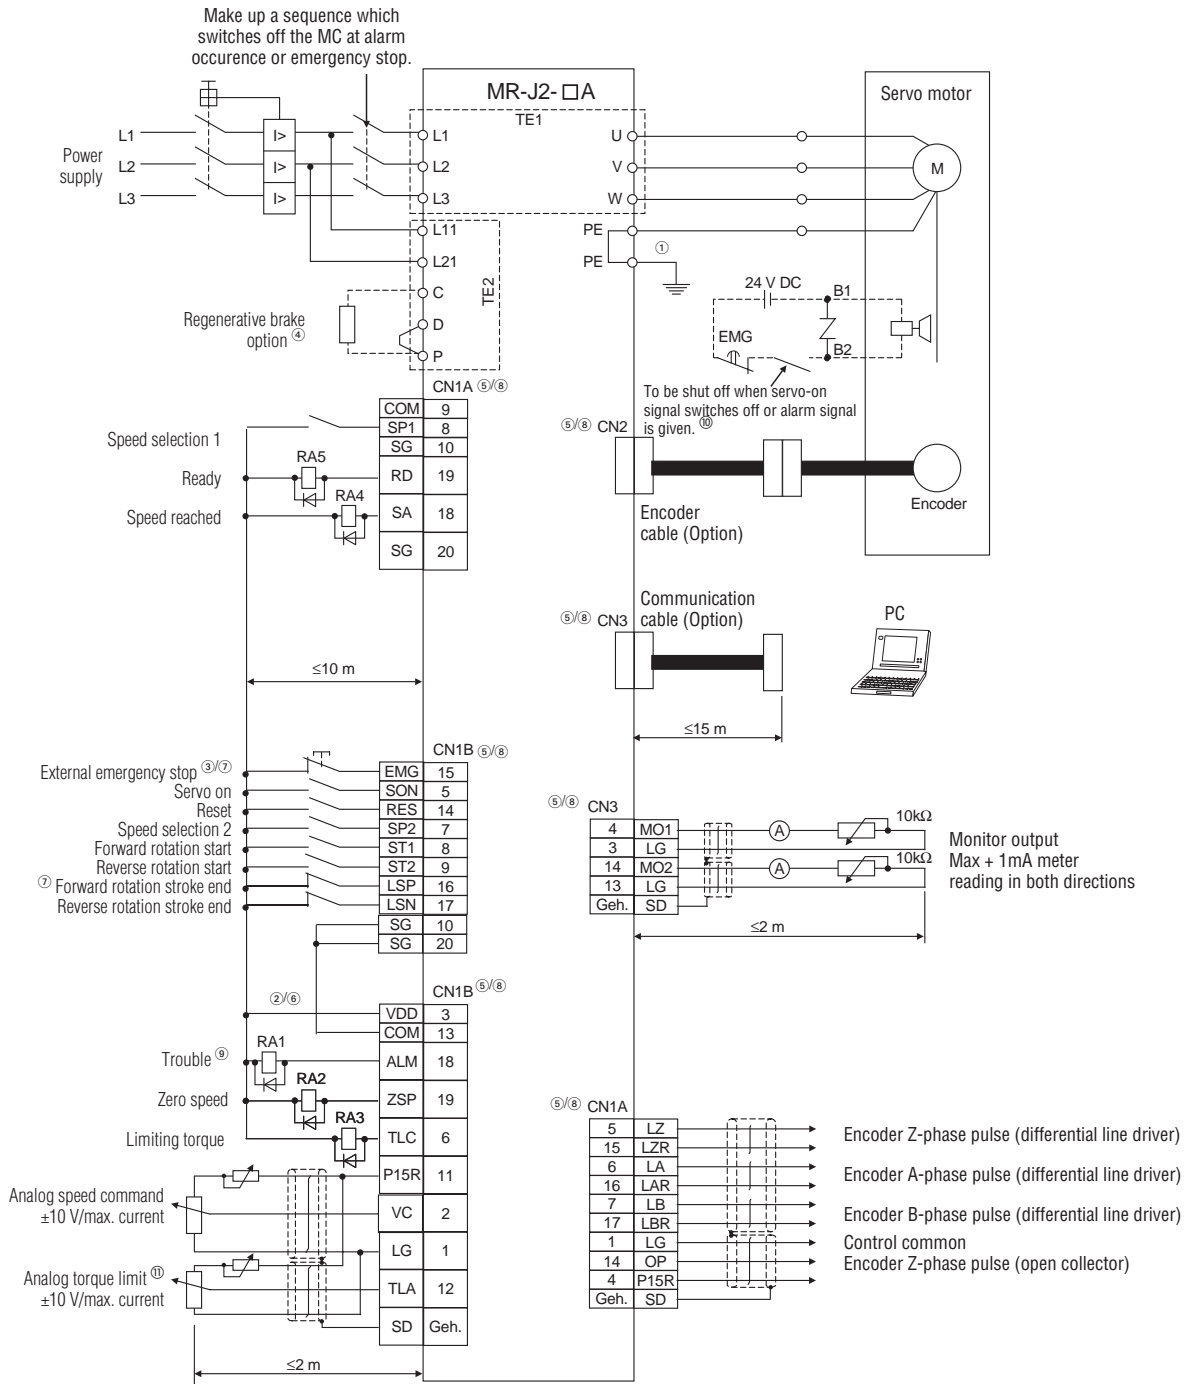 Make up a sequence which
switches off the MC at alarm
occurence or emergency stop.
MR-J2-□A
TE1
Servo motor
Power
supply
L1
L2
L3
I>
I>
I>
L1
L2
L3
U
V
W
M
L11
L21
C
D
P
TE2
PE
PE
①
Regenerative brake
option ④
24 V DC
B1
B2
EMG
To be shut off when servo-on
signal switches off or alarm signal
is given. ⑩
CN1A ⑤/⑧
COM 9
SP1 8
SG 10
RD 19
SA 18
SG 20
Speed selection 1
Ready
RA5
Speed reached
RA4
⑤/⑧ CN2
Encoder
cable (Option)
Encoder
⑤/⑧ CN3
Communication
cable (Option)
PC
≤10 m
≤15 m
CN1B ⑤/⑧
External emergency stop ③/⑦ EMG 15
Servo on SON 5
Reset RES 14
Speed selection 2 SP2 7
Forward rotation start ST1 8
Reverse rotation start ST2 9
⑦ Forward rotation stroke end LSP 16
Reverse rotation stroke end LSN 17
SG 10
SG 20
⑤/⑧ CN3
4 MO1 A 10kΩ
3 LG
14 MO2 A 10kΩ
13 LG
Geh. SD
Monitor output
Max + 1mA meter
reading in both directions
≤2 m
CN1B ⑤/⑧
②/⑥
VDD 3
COM 13
Trouble ⑨ RA1 ALM 18
Zero speed RA2 ZSP 19
Limiting torque RA3 TLC 6
P15R 11
Analog speed command
±10 V/max. current
VC 2
LG 1
Analog torque limit ⑪
±10 V/max. current
TLA 12
SD Geh.
≤2 m
⑤/⑧ CN1A
5 LZ
15 LZR
6 LA
16 LAR
7 LB
17 LBR
1 LG
14 OP
4 P15R
Geh. SD
Encoder Z-phase pulse (differential line driver)
Encoder A-phase pulse (differential line driver)
Encoder B-phase pulse (differential line driver)
Control common
Encoder Z-phase pulse (open collector)